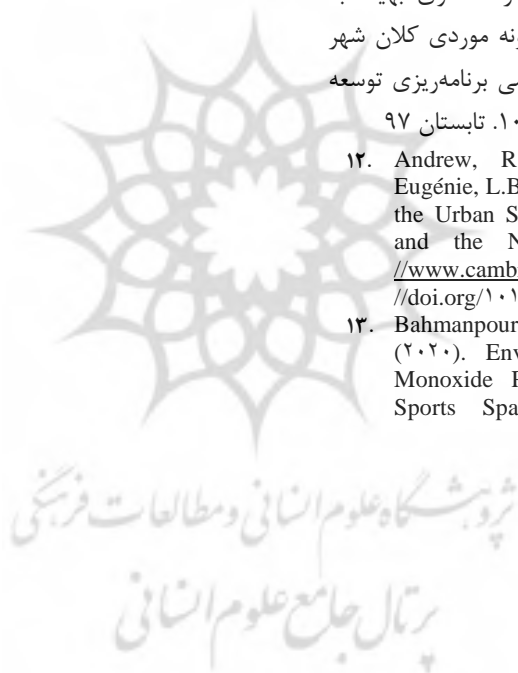 ونه موردی کلان شهر
ی برنامه‌ریزی توسعه
۱۰. تابستان ۹۷
۱۲. Andrew, R
Eugénie, L.B
the Urban S
and the N
//www.camb
//doi.org/۱۰۱
۱۳. Bahmanpour
(۲۰۲۰). Env
Monoxide
Sports Spa
پژوهشگاه علوم انسانی و مطالعات فرهنگی
پرتال جامع علوم انسانی